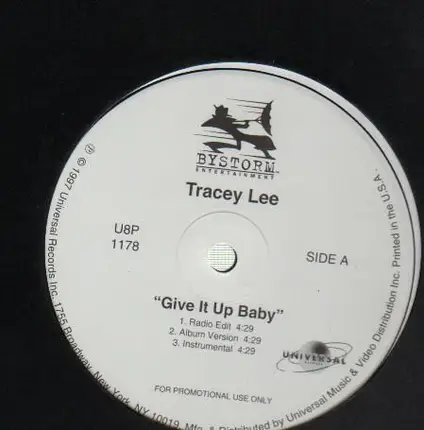 BYSTORM
ENTERTAINMENT
Tracey Lee
U8P
1178
SIDE A
"Give It Up Baby"
1. Radio Edit 4:29
2. Album Version 4:29
3. Instrumental 4:29
UNIVERSAL
FOR PROMOTIONAL USE ONLY
℗ © 1997 Universal Records Inc. 1755 Broadway, New York, NY 10019. Mfg. & Distributed by Universal Music & Video Distribution Inc. Printed in the U.S.A.